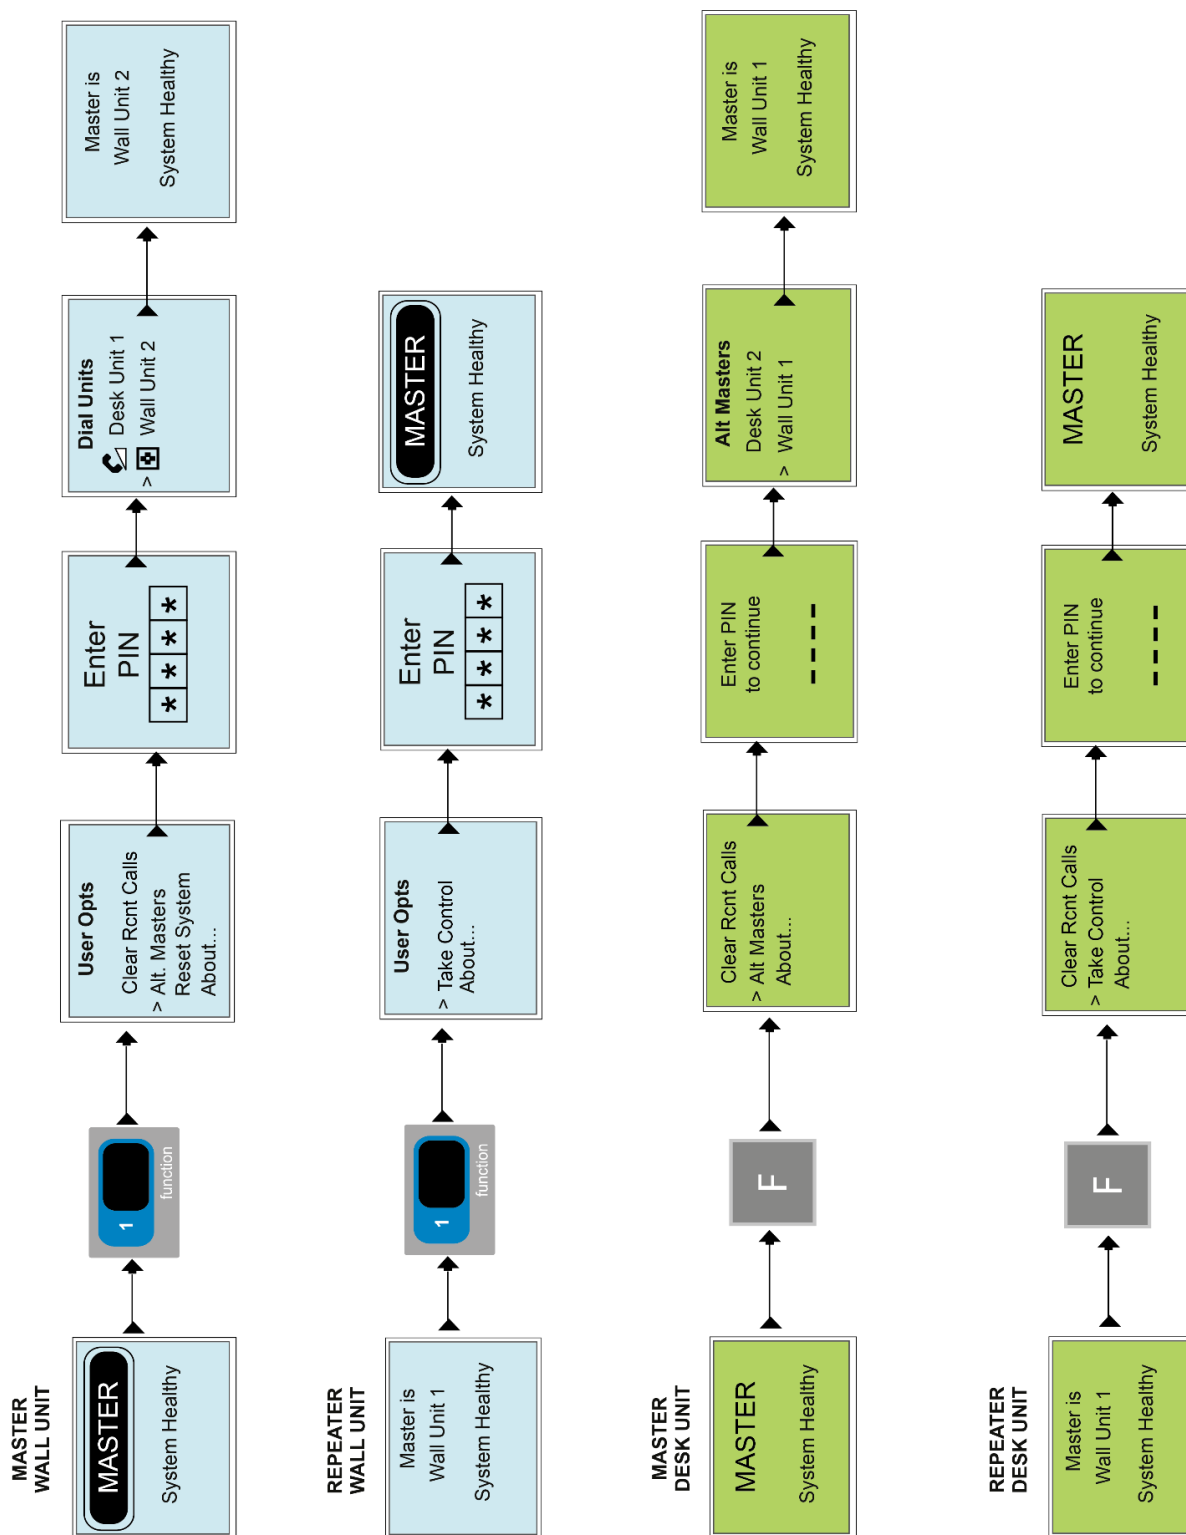 MASTER
WALL UNIT
MASTER
System Healthy
1
function
User Opts
Clear Rcnt Calls
> Alt. Masters
Reset System
About...
Enter
PIN
* * * *
Dial Units
Desk Unit 1
> Wall Unit 2
Master is
Wall Unit 2
System Healthy
REPEATER
WALL UNIT
Master is
Wall Unit 1
System Healthy
1
function
User Opts
> Take Control
About...
Enter
PIN
* * * *
MASTER
System Healthy
MASTER
DESK UNIT
MASTER
System Healthy
F
Clear Rcnt Calls
> Alt Masters
About...
Enter PIN
to continue
– – – –
Alt Masters
Desk Unit 2
> Wall Unit 1
Master is
Wall Unit 1
System Healthy
REPEATER
DESK UNIT
Master is
Wall Unit 1
System Healthy
F
Clear Rcnt Calls
> Take Control
About...
Enter PIN
to continue
– – – –
MASTER
System Healthy